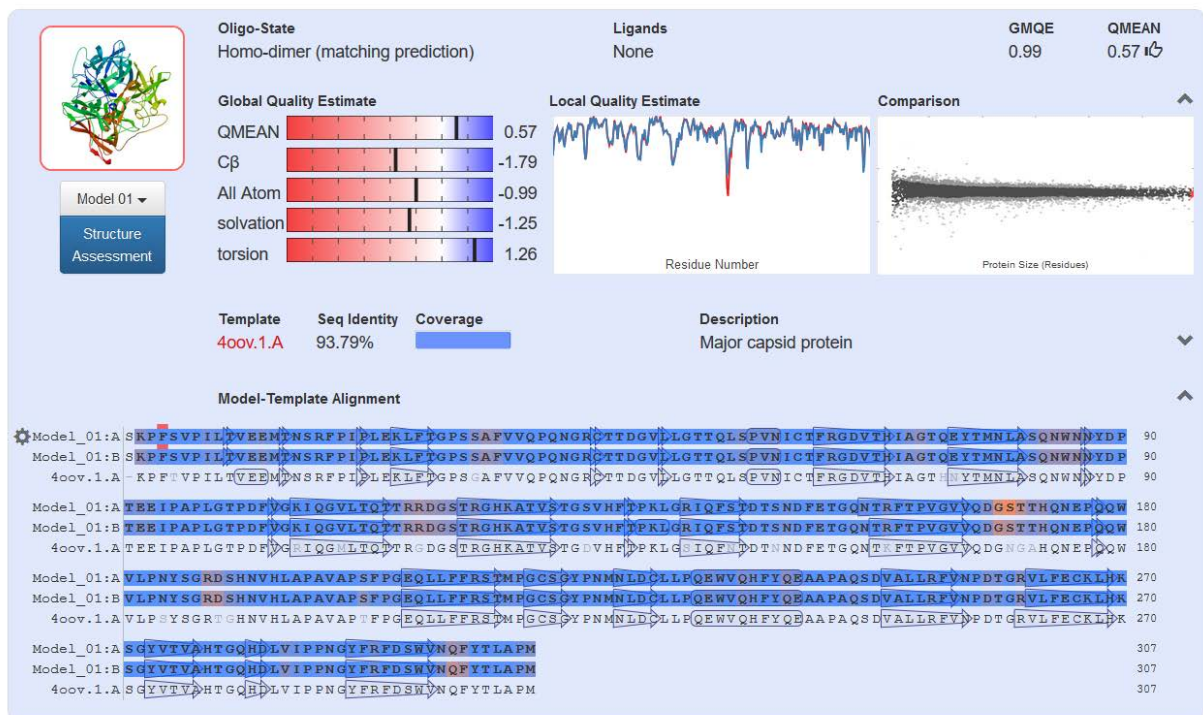 Oligo-State Ligands GMQE QMEAN
Homo-dimer (matching prediction) None 0.99 0.57
Global Quality Estimate Local Quality Estimate Comparison
QMEAN 0.57
Cβ -1.79
All Atom -0.99
solvation -1.25
torsion 1.26
Model 01
Structure
Assessment
Residue Number
Protein Size (Residues)
Template Seq Identity Coverage Description
4oov.1.A 93.79% Major capsid protein
Model-Template Alignment
Model_01:A SKPFSVPILTVEEMTNSRFPIPLEKLFTGPSSAFVVQPQNGRCTTDGVLLGTTQLSPVNICTFRGDVTHIAGTQEYTMNLASQNWNNYDP 90
Model_01:B SKPFSVPILTVEEMTNSRFPIPLEKLFTGPSSAFVVQPQNGRCTTDGVLLGTTQLSPVNICTFRGDVTHIAGTQEYTMNLASQNWNNYDP 90
4oov.1.A -KPFTVPILTVEEMTNSRFPIPLEKLFTGPSGAFVVQPQNGRCTTDGVLLGTTQLSPVNICTFRGDVTHIAGTHNYTMNLASQNWNNYDP 90
Model_01:A TEEIPAPLGTPDFVGKIQGVLTQTTRRDGSTRGHKATVSTGSVHFTPKLGRIQFSTDTSNDFETGQNTRFTPVGVVQDGSTTHQNEPQQW 180
Model_01:B TEEIPAPLGTPDFVGKIQGVLTQTTRRDGSTRGHKATVSTGSVHFTPKLGRIQFSTDTSNDFETGQNTRFTPVGVVQDGSTTHQNEPQQW 180
4oov.1.A TEEIPAPLGTPDFVGRIQGMLTQTTRGDGSTRGHKATVSTGDVHFTPKLGSIQFNTDTNNDFETGQNTKFTPVGVVQDGNGAHQNEPQQW 180
Model_01:A VLPNYSGRDSHNVHLAPAVAPSFPGEQLLFFRSTMPGCSGYPNMNLDCLLPQEWVQHFYQEAAPAQSDVALLRFVNPDTGRVLFECKLHK 270
Model_01:B VLPNYSGRDSHNVHLAPAVAPSFPGEQLLFFRSTMPGCSGYPNMNLDCLLPQEWVQHFYQEAAPAQSDVALLRFVNPDTGRVLFECKLHK 270
4oov.1.A VLPSYSGRTGHNVHLAPAVAPTFPGEQLLFFRSTMPGCSGYPNMNLDCLLPQEWVQHFYQEAAPAQSDVALLRFVNPDTGRVLFECKLHK 270
Model_01:A SGYVTVAHTGQHDLVIPPNGYFRFDSWVNQFYTLAPM 307
Model_01:B SGYVTVAHTGQHDLVIPPNGYFRFDSWVNQFYTLAPM 307
4oov.1.A SGYVTVAHTGQHDLVIPPNGYFRFDSWVNQFYTLAPM 307